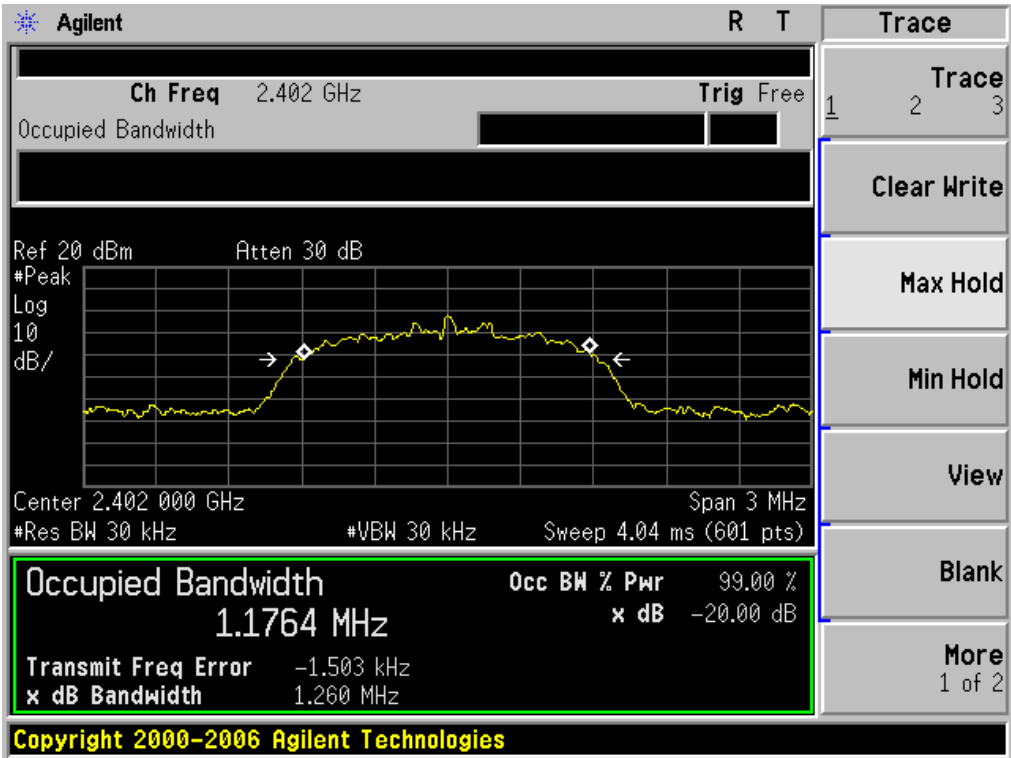 Agilent R T Trace
Ch Freq 2.402 GHz Trig Free
Occupied Bandwidth
Trace
1 2 3
Clear Write
Max Hold
Min Hold
View
Blank
More
1 of 2
Ref 20 dBm Atten 30 dB
#Peak
Log
10
dB/
Center 2.402 000 GHz Span 3 MHz
#Res BW 30 kHz #VBW 30 kHz Sweep 4.04 ms (601 pts)
Occupied Bandwidth Occ BW % Pwr 99.00 %
1.1764 MHz x dB -20.00 dB
Transmit Freq Error -1.503 kHz
x dB Bandwidth 1.260 MHz
Copyright 2000-2006 Agilent Technologies